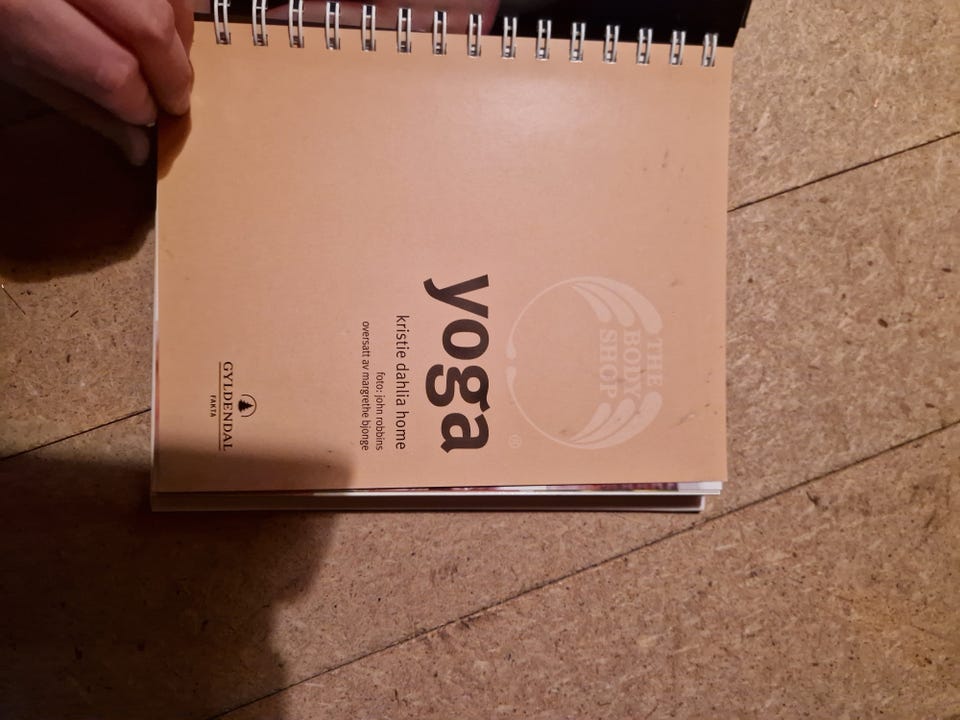 THE
BODY
SHOP
®
yoga
kristie dahlia home
foto: john robbins
oversatt av margrethe bjonge
GYLDENDAL
FAKTA